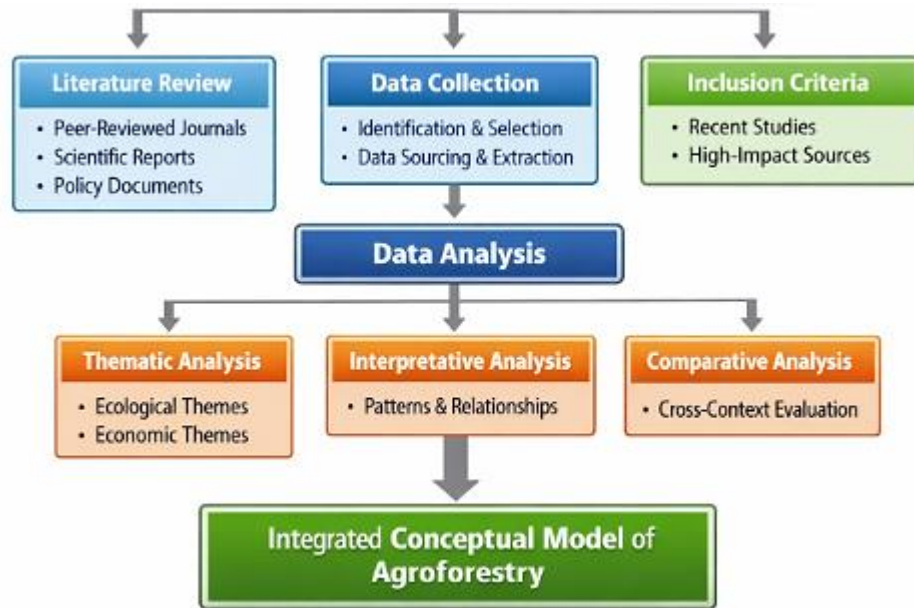 Literature Review
• Peer-Reviewed Journals
• Scientific Reports
• Policy Documents
Data Collection
• Identification & Selection
• Data Sourcing & Extraction
Inclusion Criteria
• Recent Studies
• High-Impact Sources
Data Analysis
Thematic Analysis
• Ecological Themes
• Economic Themes
Interpretative Analysis
• Patterns & Relationships
Comparative Analysis
• Cross-Context Evaluation
Integrated Conceptual Model of
Agroforestry